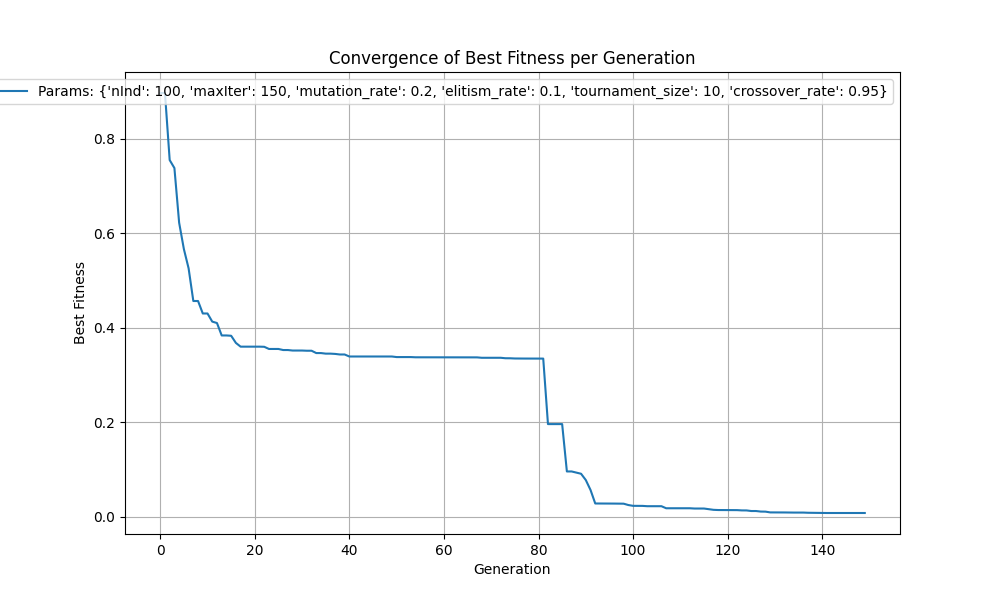 Convergence of Best Fitness per Generation
Params: {'nInd': 100, 'maxIter': 150, 'mutation_rate': 0.2, 'elitism_rate': 0.1, 'tournament_size': 10, 'crossover_rate': 0.95}
0.8
0.6
0.4
0.2
0.0
Best Fitness
0 20 40 60 80 100 120 140
Generation